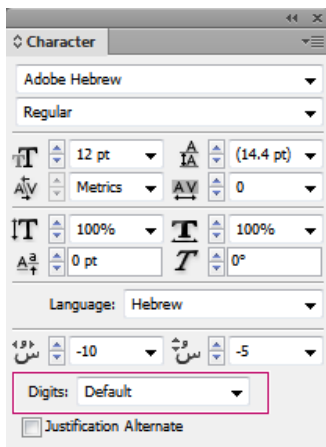 Character
Adobe Hebrew
Regular
12 pt (14.4 pt)
Metrics 0
100% 100%
0 pt 0°
Language: Hebrew
-10 -5
Digits: Default
Justification Alternate